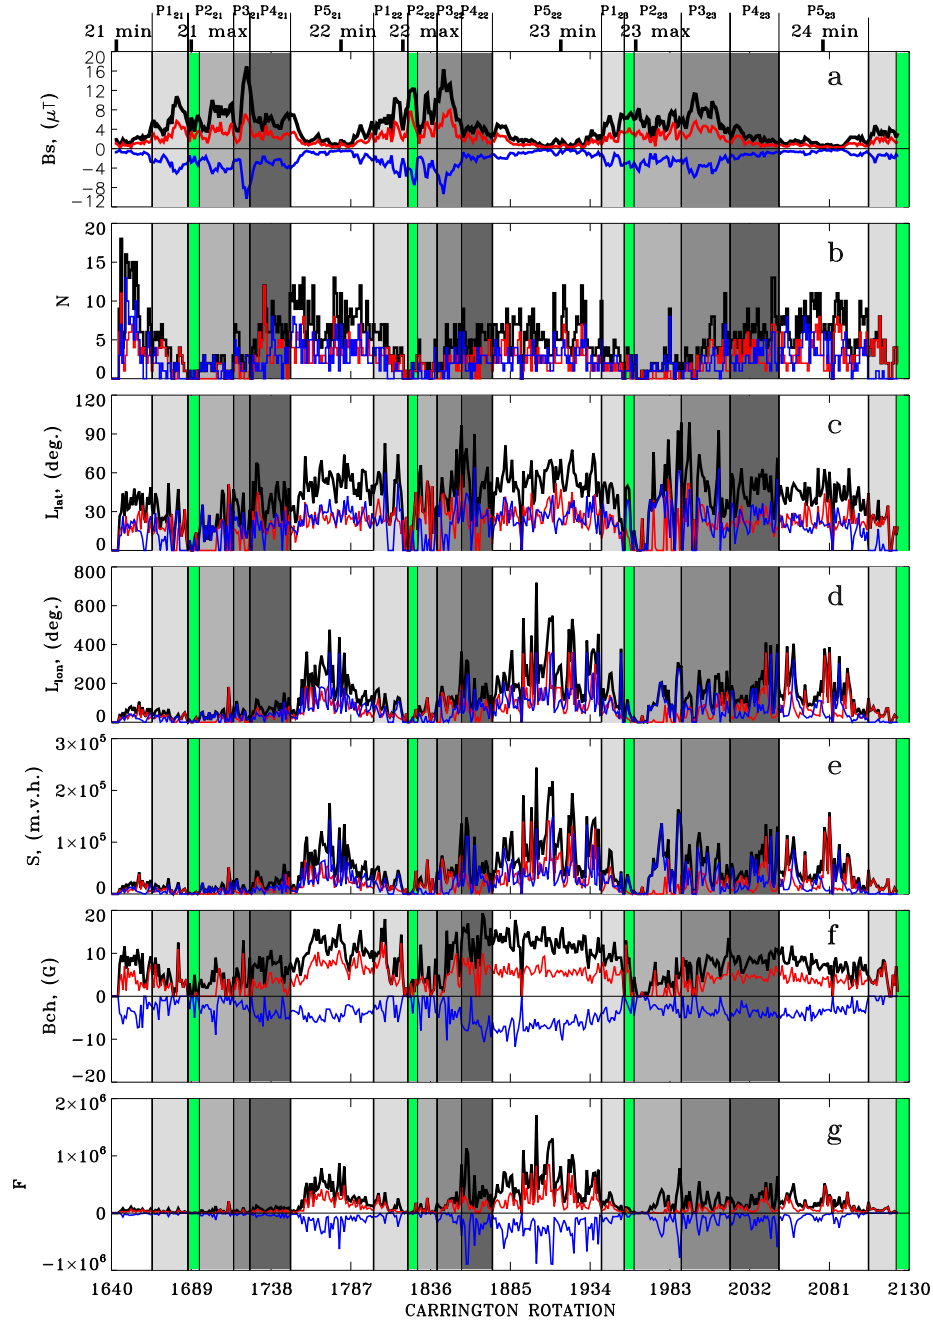 P1₂₁ P2₂₁ P3₂₁ P4₂₁ P5₂₁ P1₂₂ P2₂₂ P3₂₂ P4₂₂ P5₂₂ P1₂₃ P2₂₃ P3₂₃ P4₂₃ P5₂₃
21 min 21 max 22 min 22 max 23 min 23 max 24 min
Bs, (μT)
20
16
12
8
4
0
−4
−8
−12
a
N
20
15
10
5
0
b
L_lat, (deg.)
120
90
60
30
0
c
L_lon, (deg.)
800
600
400
200
0
d
S, (m.v.h.)
3×10⁵
2×10⁵
1×10⁵
0
e
Bch, (G)
20
10
0
−10
−20
f
F
2×10⁶
1×10⁶
0
−1×10⁶
g
1640 1689 1738 1787 1836 1885 1934 1983 2032 2081 2130
CARRINGTON ROTATION